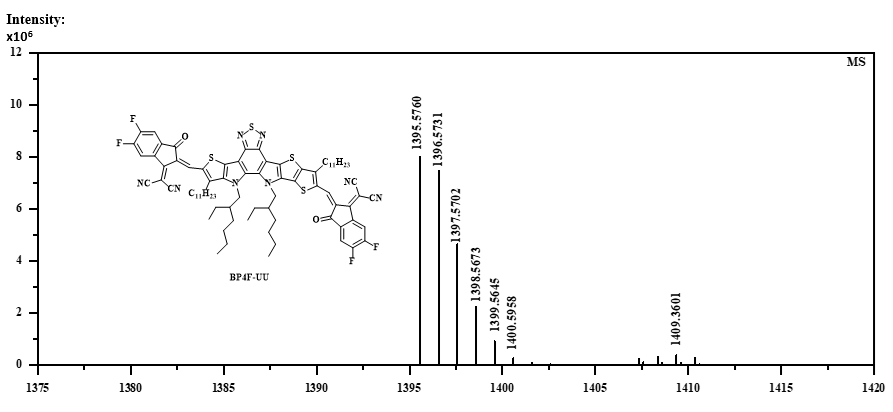 Intensity:
x10⁶
12
MS
10
8
6
4
2
0
1395.5760
1396.5731
1397.5702
1398.5673
1399.5645
1400.5958
1409.3601
F
F
O
N
S
N
S
S
C₁₁H₂₃
NC
CN
C₁₁H₂₃
N
N
S
NC
CN
O
F
F
BP4F-UU
1375
1380
1385
1390
1395
1400
1405
1410
1415
1420